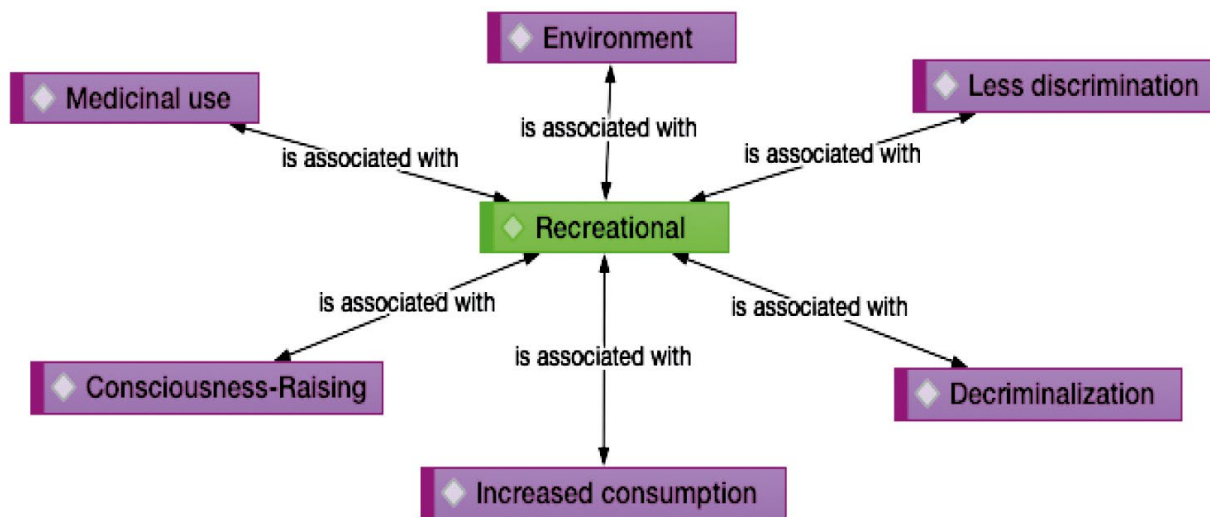 Environment
Medicinal use
Less discrimination
is associated with
is associated with
is associated with
Recreational
is associated with
is associated with
is associated with
Consciousness-Raising
Decriminalization
Increased consumption